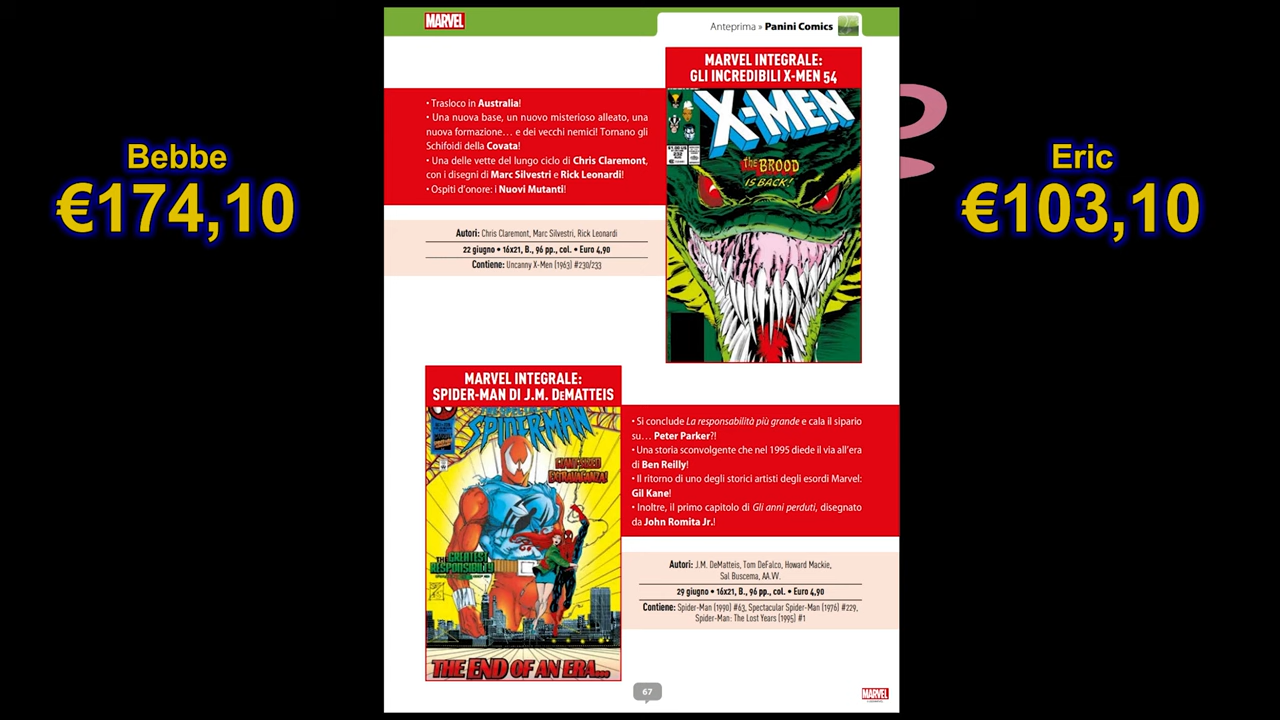 MARVEL
Anteprima » Panini Comics
MARVEL INTEGRALE:
GLI INCREDIBILI X-MEN 54
• Trasloco in Australia!
• Una nuova base, un nuovo misterioso alleato, una
nuova formazione… e dei vecchi nemici! Tornano gli
Schifoidi della Covata!
• Una delle vette del lungo ciclo di Chris Claremont,
con i disegni di Marc Silvestri e Rick Leonardi!
• Ospiti d'onore: i Nuovi Mutanti!
X-MEN
THE BROOD
IS BACK!
Bebbe
€174,10
Eric
€103,10
Autori: Chris Claremont, Marc Silvestri, Rick Leonardi
22 giugno • 16x21, B., 96 pp., col. • Euro 4,90
Contiene: Uncanny X-Men (1963) #230/233
MARVEL INTEGRALE:
SPIDER-MAN DI J.M. DeMATTEIS
SPIDER-MAN
GIANT-SIZED
EXTRAVAGANZA!
THE GREATEST
RESPONSIBILITY
THE END OF AN ERA...
• Si conclude La responsabilità più grande e cala il sipario
su… Peter Parker?!
• Una storia sconvolgente che nel 1995 diede il via all'era
di Ben Reilly!
• Il ritorno di uno degli storici artisti degli esordi Marvel:
Gil Kane!
• Inoltre, il primo capitolo di Gli anni perduti, disegnato
da John Romita Jr.!
Autori: J.M. DeMatteis, Tom DeFalco, Howard Mackie,
Sal Buscema, AA.VV.
29 giugno • 16x21, B., 96 pp., col. • Euro 4,90
Contiene: Spider-Man (1990) #63, Spectacular Spider-Man (1976) #229,
Spider-Man: The Lost Years (1995) #1
67
MARVEL